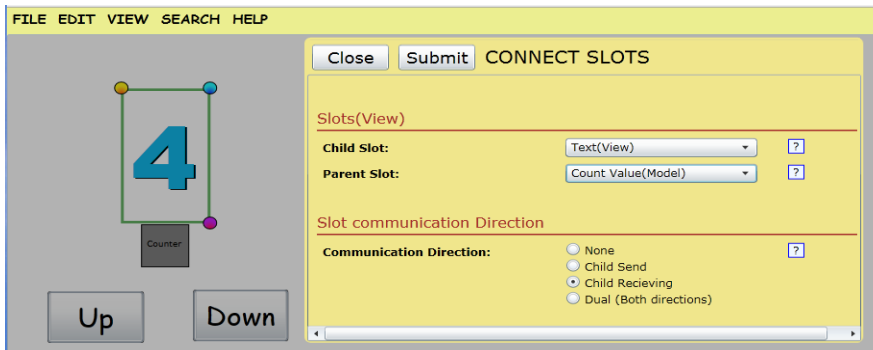 FILE EDIT VIEW SEARCH HELP
4
Counter
Up Down
Close Submit CONNECT SLOTS
Slots(View)
Child Slot: Text(View) ?
Parent Slot: Count Value(Model) ?
Slot communication Direction
Communication Direction: None ?
Child Send
Child Recieving
Dual (Both directions)